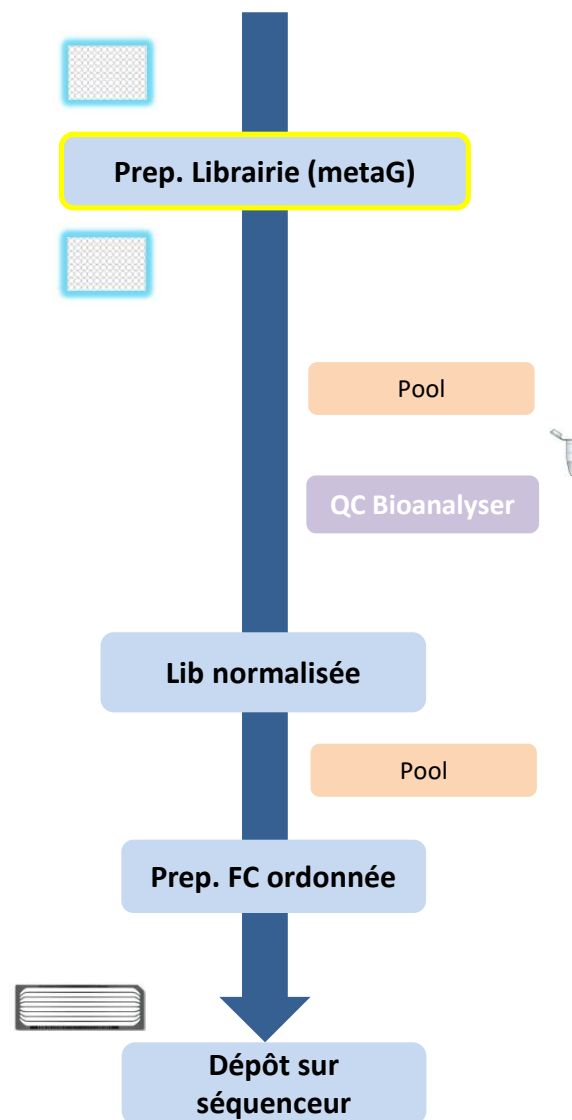 Prep. Librairie (metaG)
Pool
QC Bioanalyser
Lib normalisée
Pool
Prep. FC ordonnée
Dépôt sur
séquenceur